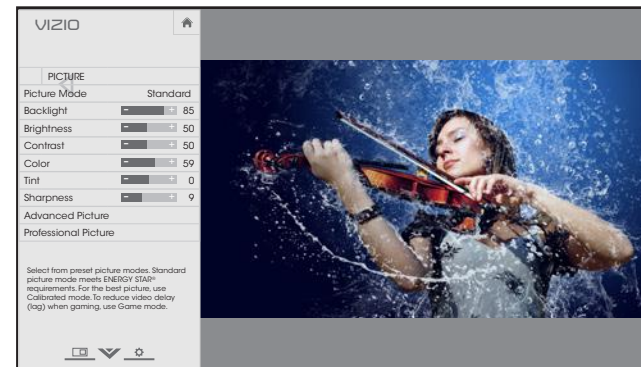 VIZIO
PICTURE
Picture Mode Standard
Backlight 85
Brightness 50
Contrast 50
Color 59
Tint 0
Sharpness 9
Advanced Picture
Professional Picture
Select from preset picture modes. Standard
picture mode meets ENERGY STAR®
requirements. For the best picture, use
Calibrated mode. To reduce video delay
(lag) when gaming, use Game mode.